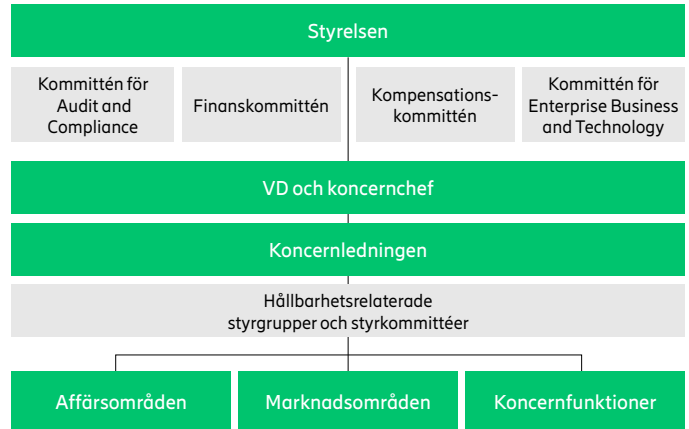 Styrelsen
Kommittén för
Audit and
Compliance
Finanskommittén
Kompensations-
kommittén
Kommittén för
Enterprise Business
and Technology
VD och koncernchef
Koncernledningen
Hållbarhetsrelaterade
styrgrupper och styrkommittéer
Affärsområden
Marknadsområden
Koncernfunktioner